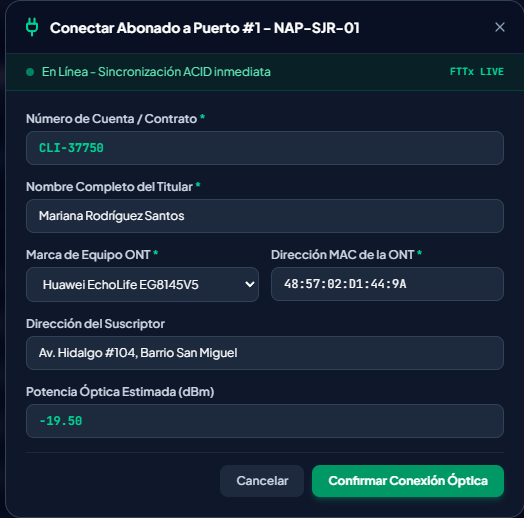 Conectar Abonado a Puerto #1 - NAP-SJR-01
En Línea - Sincronización ACID inmediata
FTTx LIVE
Número de Cuenta / Contrato *
CLI-37750
Nombre Completo del Titular *
Mariana Rodríguez Santos
Marca de Equipo ONT *
Dirección MAC de la ONT *
Huawei EchoLife EG8145V5
48:57:02:D1:44:9A
Dirección del Suscriptor
Av. Hidalgo #104, Barrio San Miguel
Potencia Óptica Estimada (dBm)
-19.50
Cancelar
Confirmar Conexión Óptica